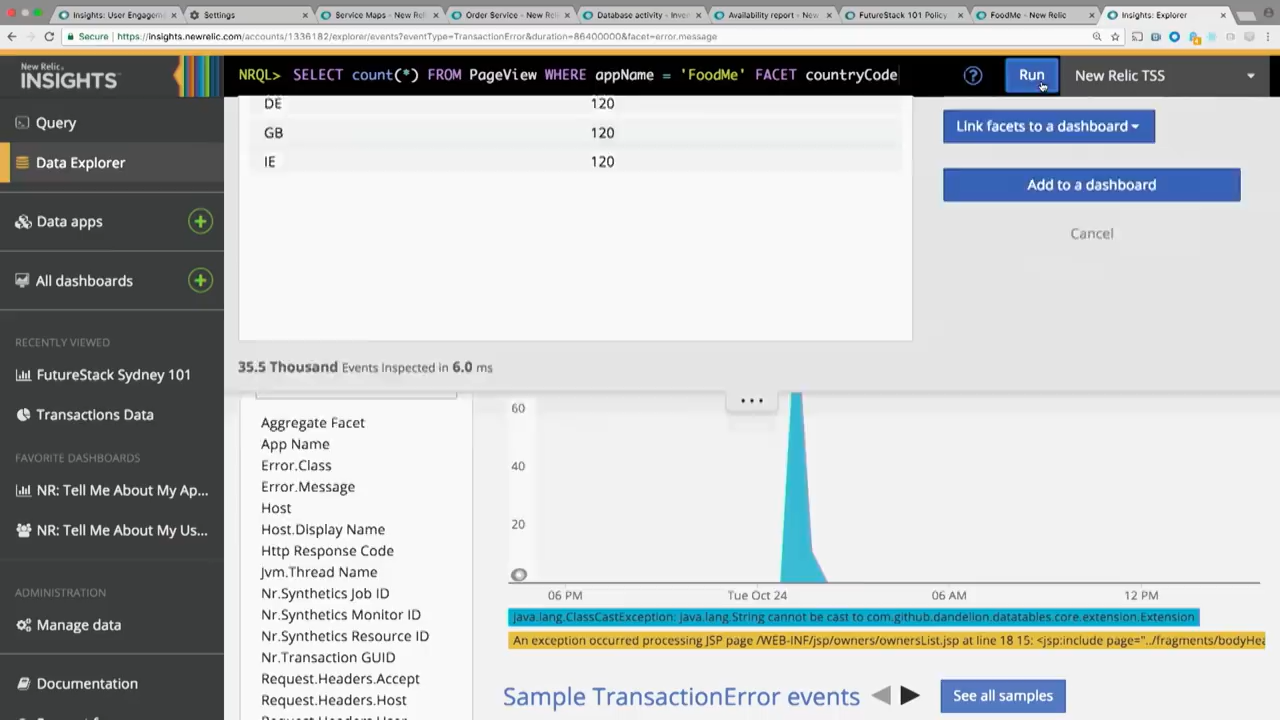 Insights: User Engagem
Settings
Service Maps - New Reli
Order Service - New Reli
Database activity - Inven
Availability report - New
FutureStack 101 Policy
FoodMe - New Relic
Insights: Explorer
Secure | https://insights.newrelic.com/accounts/1336182/explorer/events?eventType=TransactionError&duration=86400000&facet=error.message
New Relic
INSIGHTS
NRQL> SELECT count(*) FROM PageView WHERE appName = 'FoodMe' FACET countryCode
?
Run
New Relic TSS
Query
Data Explorer
Data apps
All dashboards
RECENTLY VIEWED
FutureStack Sydney 101
Transactions Data
FAVORITE DASHBOARDS
NR: Tell Me About My Ap...
NR: Tell Me About My Us...
ADMINISTRATION
Manage data
Documentation
DE 120
GB 120
IE 120
Link facets to a dashboard
Add to a dashboard
Cancel
35.5 Thousand Events Inspected in 6.0 ms
...
Aggregate Facet
App Name
Error.Class
Error.Message
Host
Host.Display Name
Http Response Code
Jvm.Thread Name
Nr.Synthetics Job ID
Nr.Synthetics Monitor ID
Nr.Synthetics Resource ID
Nr.Transaction GUID
Request.Headers.Accept
Request.Headers.Host
60
40
20
06 PM
Tue Oct 24
06 AM
12 PM
java.lang.ClassCastException: java.lang.String cannot be cast to com.github.dandelion.datatables.core.extension.Extension
An exception occurred processing JSP page /WEB-INF/jsp/owners/ownersList.jsp at line 18 15: <jsp:include page="../fragments/bodyHea
Sample TransactionError events
See all samples